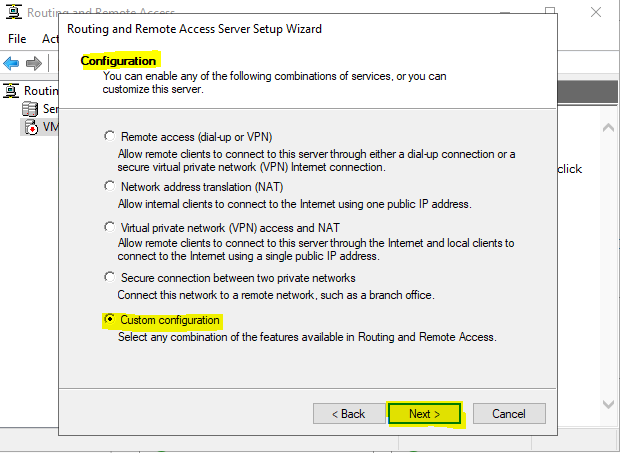 Routing and Remote Access
Routing and Remote Access Server Setup Wizard
File Act
Configuration
You can enable any of the following combinations of services, or you can
customize this server.
Routin
Ser
VM
Remote access (dial-up or VPN)
Allow remote clients to connect to this server through either a dial-up connection or a
secure virtual private network (VPN) Internet connection.
click
Network address translation (NAT)
Allow internal clients to connect to the Internet using one public IP address.
Virtual private network (VPN) access and NAT
Allow remote clients to connect to this server through the Internet and local clients to
connect to the Internet using a single public IP address.
Secure connection between two private networks
Connect this network to a remote network, such as a branch office.
Custom configuration
Select any combination of the features available in Routing and Remote Access.
< Back Next > Cancel